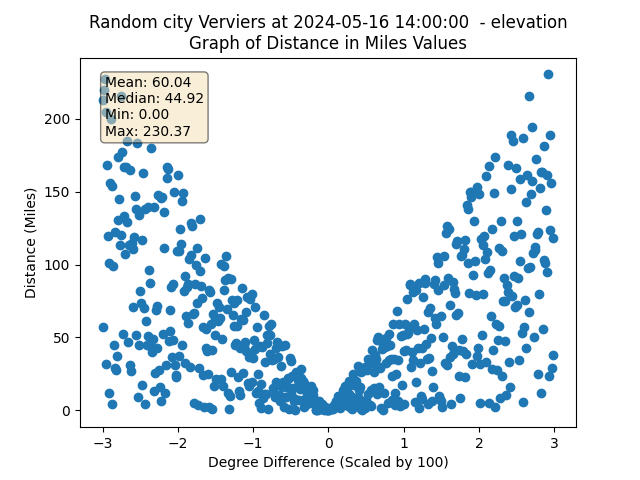 Random city Verviers at 2024-05-16 14:00:00  - elevation
Graph of Distance in Miles Values
Mean: 60.04
Median: 44.92
Min: 0.00
Max: 230.37
Distance (Miles)
200
150
100
50
0
−3 −2 −1 0 1 2 3
Degree Difference (Scaled by 100)